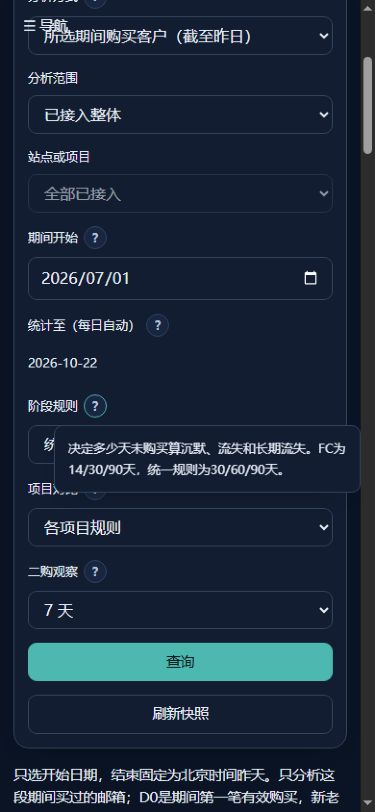 ☰ 导航
所选期间购买客户（截至昨日）
分析范围
已接入整体
站点或项目
全部已接入
期间开始 ?
2026/07/01
统计至（每日自动） ?
2026-10-22
阶段规则 ?
统
决定多少天未购买算沉默、流失和长期流失。FC为
14/30/90天，统一规则为30/60/90天。
项目
各项目规则
二购观察 ?
7 天
查询
刷新快照
只选开始日期，结束固定为北京时间昨天。只分析这
段期间买过的邮箱；D0是期间第一笔有效购买，新老